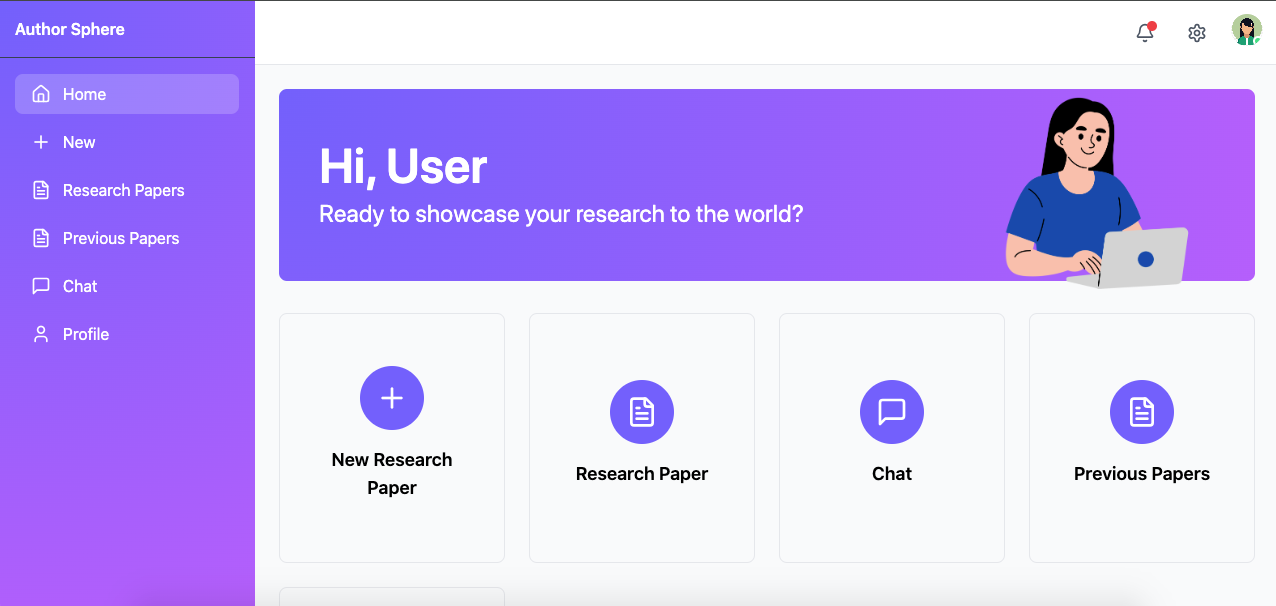 Author Sphere
Home
New
Research Papers
Previous Papers
Chat
Profile
Hi, User
Ready to showcase your research to the world?
New Research
Paper
Research Paper
Chat
Previous Papers